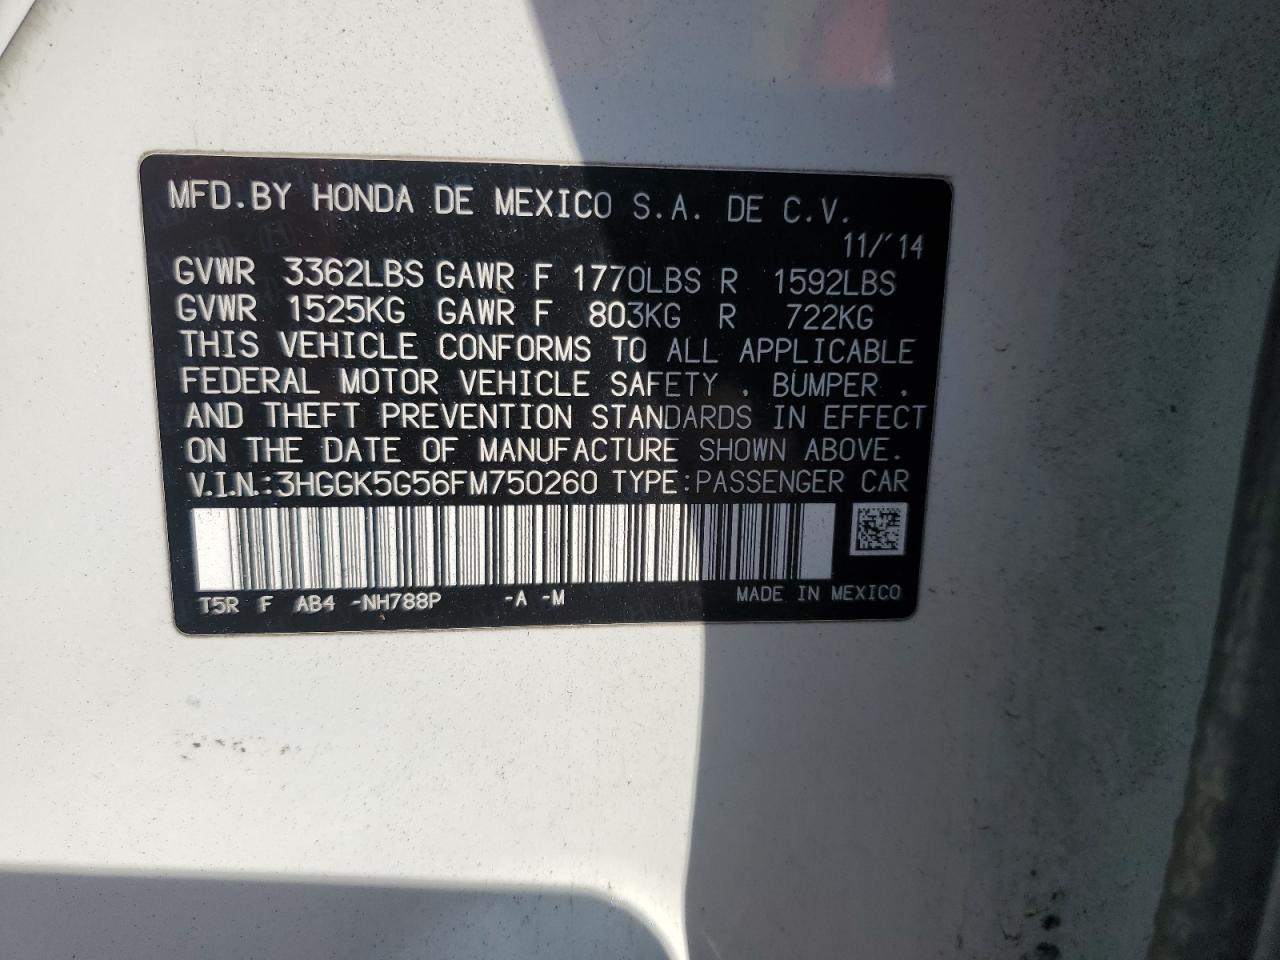 MFD.BY HONDA DE MEXICO S.A. DE C.V.
11/'14
GVWR 3362LBS GAWR F 1770LBS R 1592LBS
GVWR 1525KG GAWR F 803KG R 722KG
THIS VEHICLE CONFORMS TO ALL APPLICABLE
FEDERAL MOTOR VEHICLE SAFETY , BUMPER ,
AND THEFT PREVENTION STANDARDS IN EFFECT
ON THE DATE OF MANUFACTURE SHOWN ABOVE.
V.I.N.:3HGGK5G56FM750260 TYPE:PASSENGER CAR
T5R F AB4 -NH788P -A -M MADE IN MEXICO